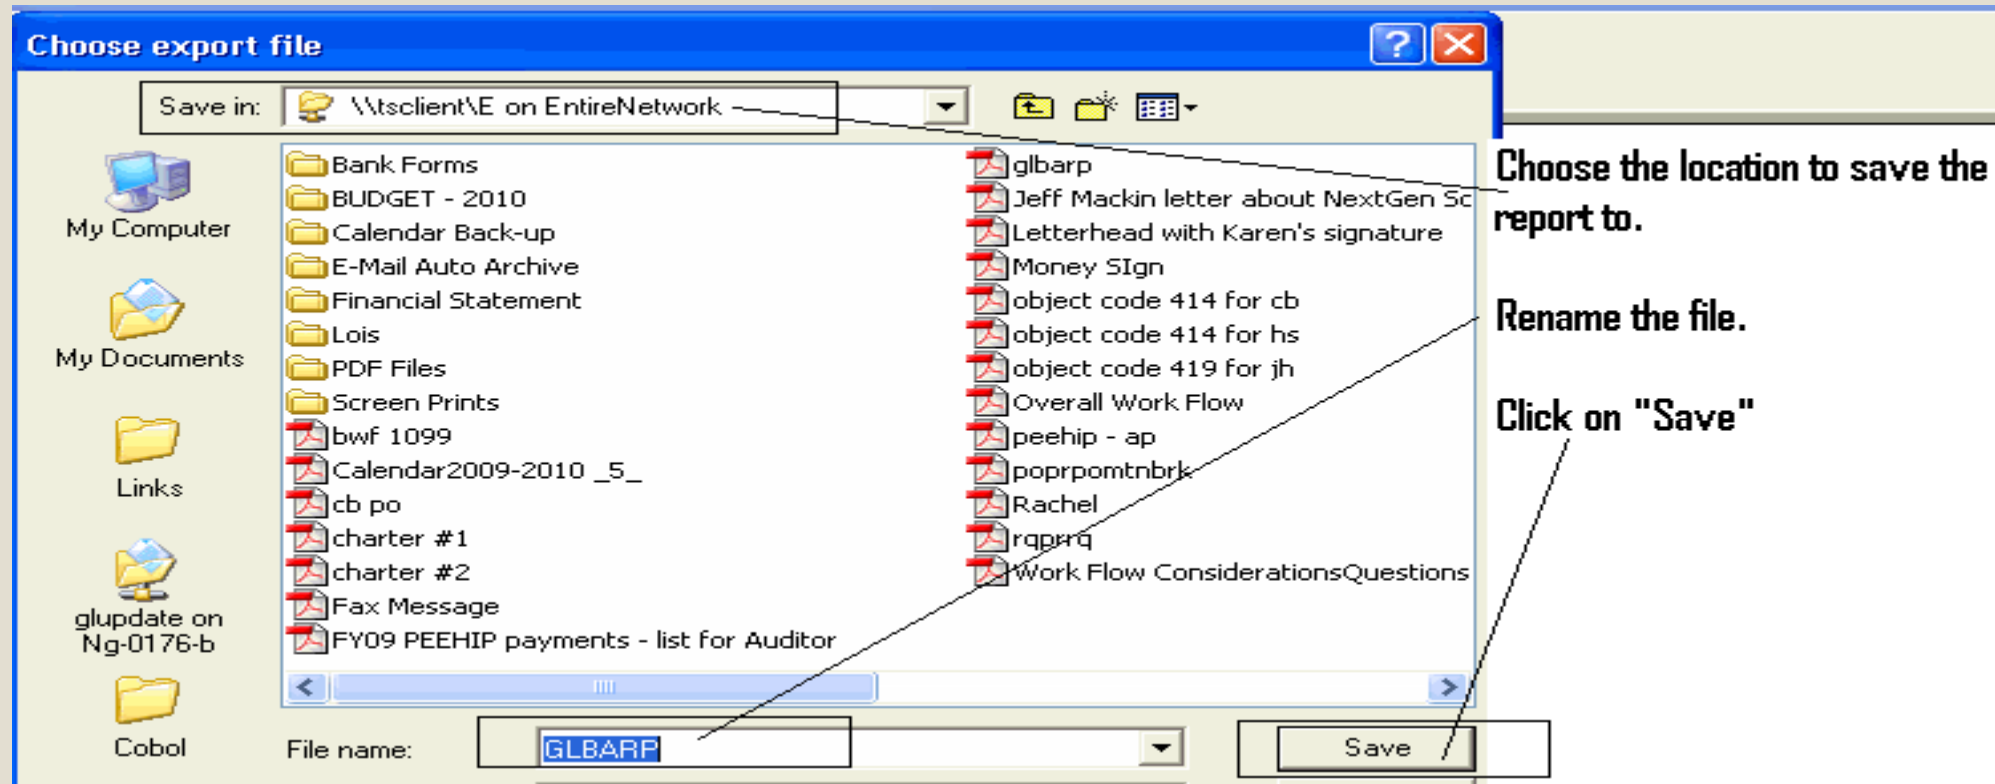 Choose export file
Save in:
\\tsclient\E on EntireNetwork
My Computer
My Documents
Links
glupdate on
Ng-0176-b
Cobol
Bank Forms
BUDGET - 2010
Calendar Back-up
E-Mail Auto Archive
Financial Statement
Lois
PDF Files
Screen Prints
bwf 1099
Calendar2009-2010 _5_
cb po
charter #1
charter #2
Fax Message
FY09 PEEHIP payments - list for Auditor
glbarp
Jeff Mackin letter about NextGen Sc
Letterhead with Karen's signature
Money SIgn
object code 414 for cb
object code 414 for hs
object code 419 for jh
Overall Work Flow
peehip - ap
poprpomtnbrk
Rachel
rqprrq
Work Flow ConsiderationsQuestions
File name:
GLBARP
Save
Choose the location to save the
report to.
Rename the file.
Click on "Save"